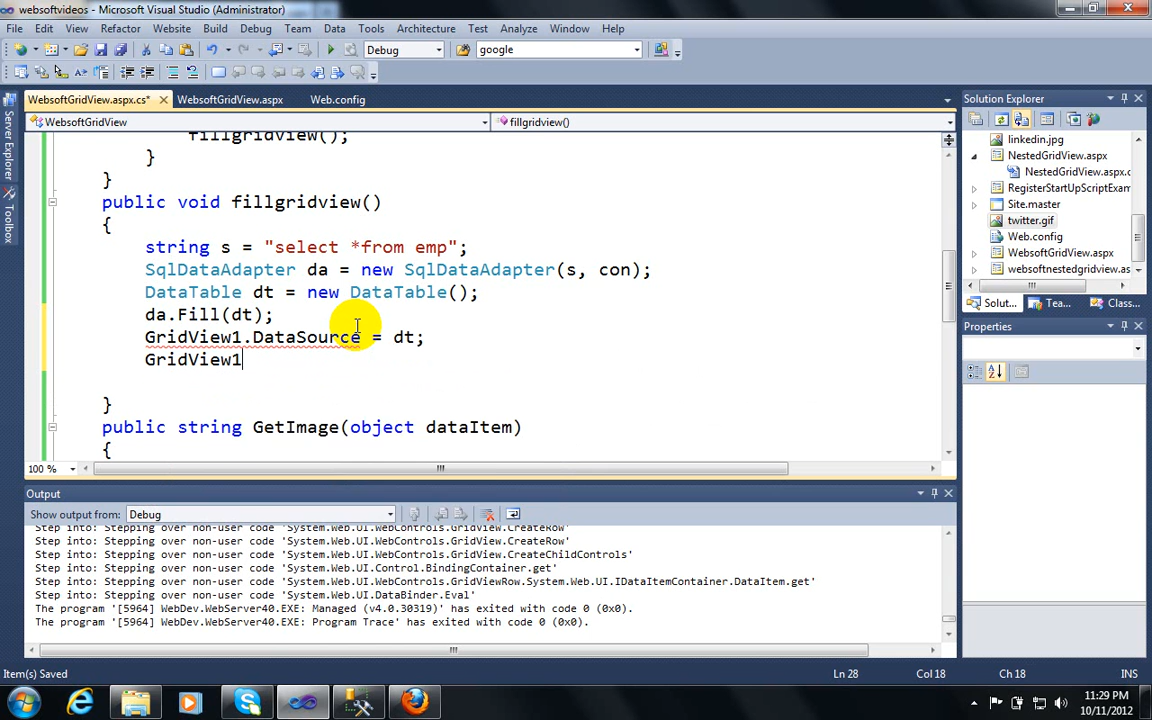 websoftvideos - Microsoft Visual Studio (Administrator)
File Edit View Refactor Website Build Debug Team Data Tools Architecture Test Analyze Window Help
Debug google
WebsoftGridView.aspx.cs* WebsoftGridView.aspx Web.config
WebsoftGridView fillgridview()
fillgridview();
}
}
public void fillgridview()
{
string s = "select *from emp";
SqlDataAdapter da = new SqlDataAdapter(s, con);
DataTable dt = new DataTable();
da.Fill(dt);
GridView1.DataSource = dt;
GridView1
}
public string GetImage(object dataItem)
{
100 %
Output
Show output from: Debug
Step into: Stepping over non-user code 'System.Web.UI.WebControls.GridView.CreateRow'
Step into: Stepping over non-user code 'System.Web.UI.WebControls.GridView.CreateRow'
Step into: Stepping over non-user code 'System.Web.UI.WebControls.GridView.CreateChildControls'
Step into: Stepping over non-user code 'System.Web.UI.Control.BindingContainer.get'
Step into: Stepping over non-user code 'System.Web.UI.WebControls.GridViewRow.System.Web.UI.IDataItemContainer.DataItem.get'
Step into: Stepping over non-user code 'System.Web.UI.DataBinder.Eval'
The program '[5964] WebDev.WebServer40.EXE: Managed (v4.0.30319)' has exited with code 0 (0x0).
The program '[5964] WebDev.WebServer40.EXE: Program Trace' has exited with code 0 (0x0).
Server Explorer
Toolbox
Solution Explorer
linkedin.jpg
NestedGridView.aspx
NestedGridView.aspx.c
RegisterStartUpScriptExam
Site.master
twitter.gif
Web.config
WebsoftGridView.aspx
websoftnestedgridview.as
Solut... Tea... Class...
Properties
Item(s) Saved Ln 28 Col 18 Ch 18 INS
11:29 PM
10/11/2012